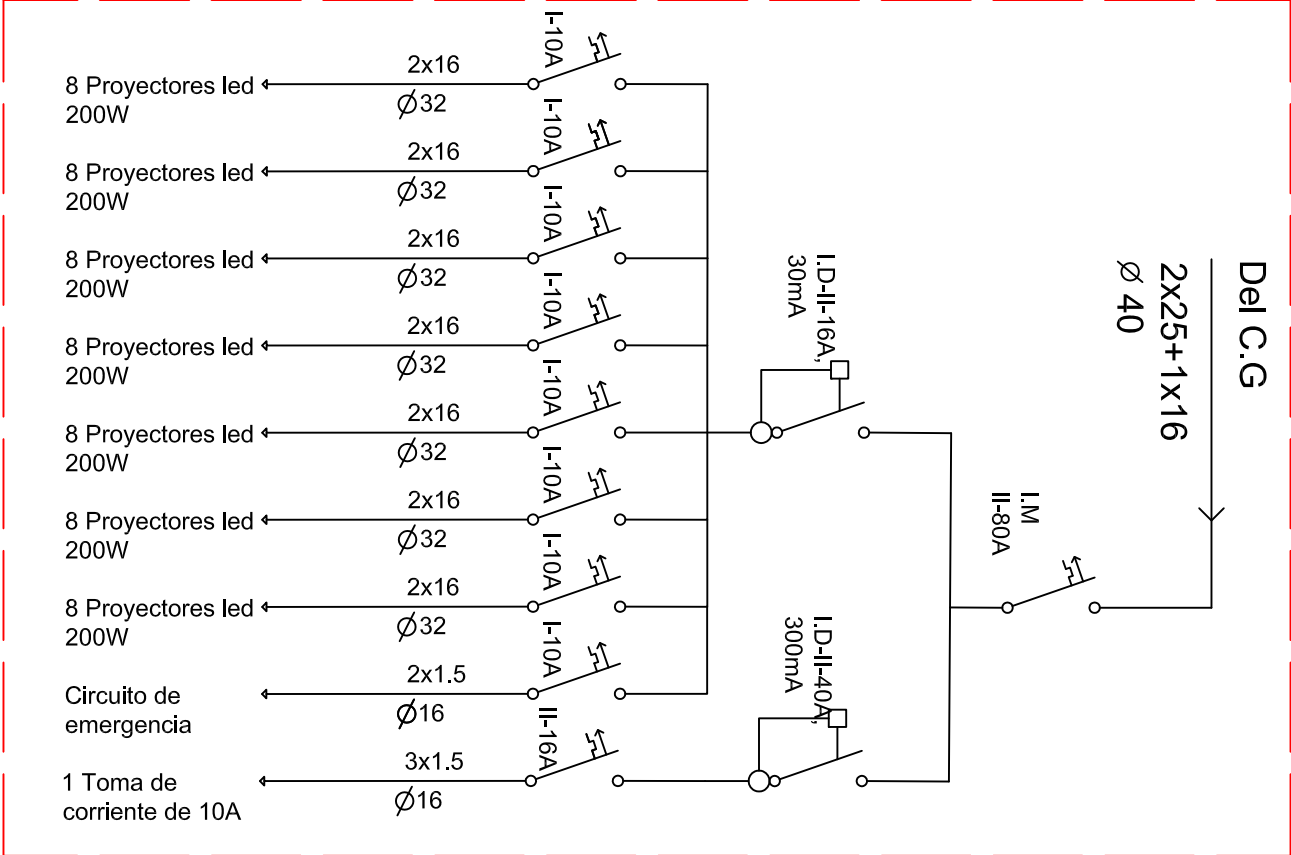 I-10A
2x16
8 Proyectores led
200W
Ø32
I-10A
2x16
8 Proyectores led
200W
Ø32
I-10A
2x16
8 Proyectores led
200W
Ø32
I-10A
2x16
8 Proyectores led
200W
Ø32
I-10A
2x16
8 Proyectores led
200W
Ø32
I-10A
2x16
8 Proyectores led
200W
Ø32
I-10A
2x16
8 Proyectores led
200W
Ø32
I-10A
2x1.5
Circuito de
emergencia
Ø16
II-16A
3x1.5
1 Toma de
corriente de 10A
Ø16
I.D-II-16A,
30mA
I.D-II-40A,
300mA
I.M
II-80A
Del C.G
2x25+1x16
Ø 40